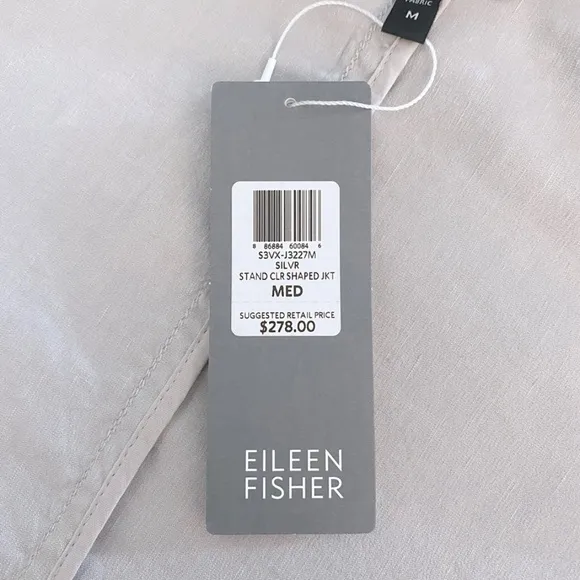 FABRIC
M
8 86884 60084 6
S3VX-J3227M
SILVR
STAND CLR SHAPED JKT
MED
SUGGESTED RETAIL PRICE
$278.00
EILEEN
FISHER